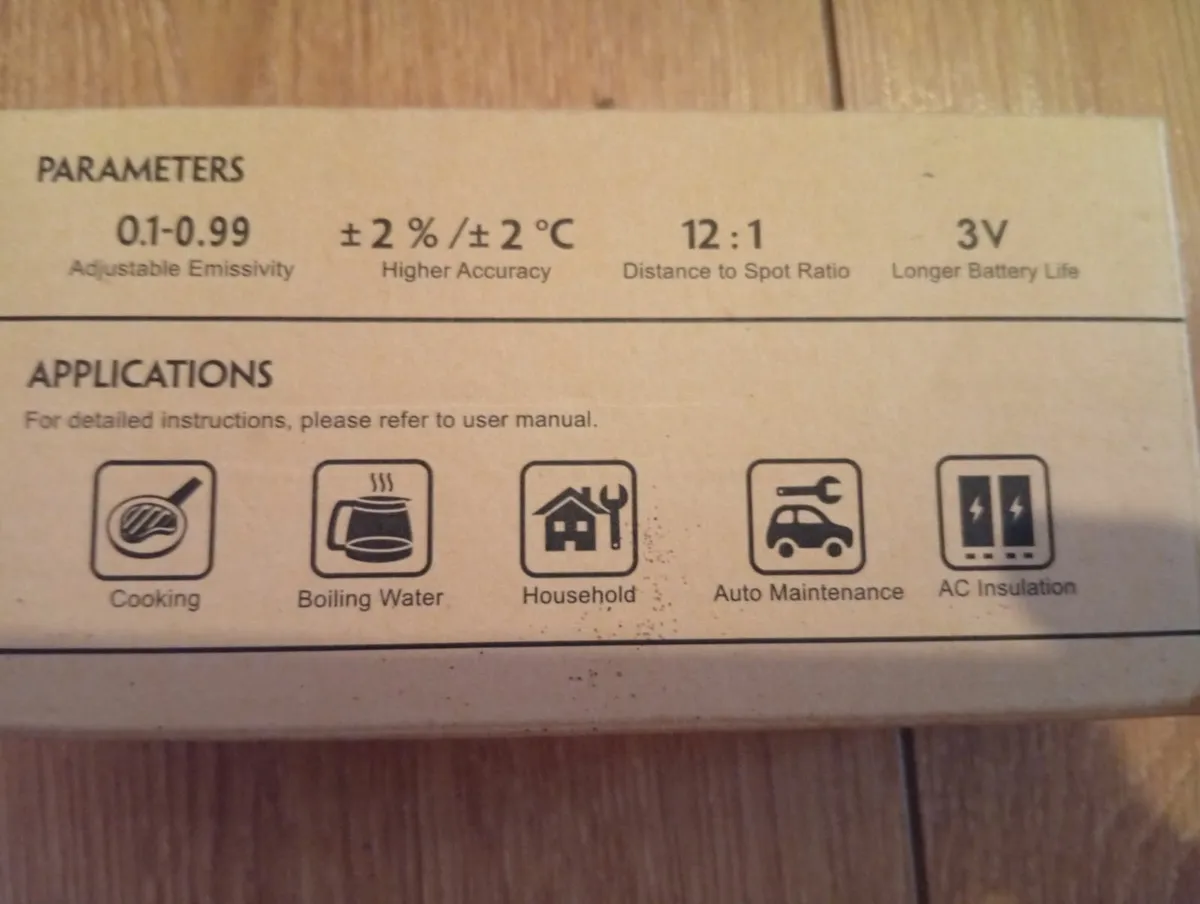 PARAMETERS
0.1-0.99 ±2 %/±2 °C 12:1 3V
Adjustable Emissivity Higher Accuracy Distance to Spot Ratio Longer Battery Life
APPLICATIONS
For detailed instructions, please refer to user manual.
Cooking Boiling Water Household Auto Maintenance AC Insulation